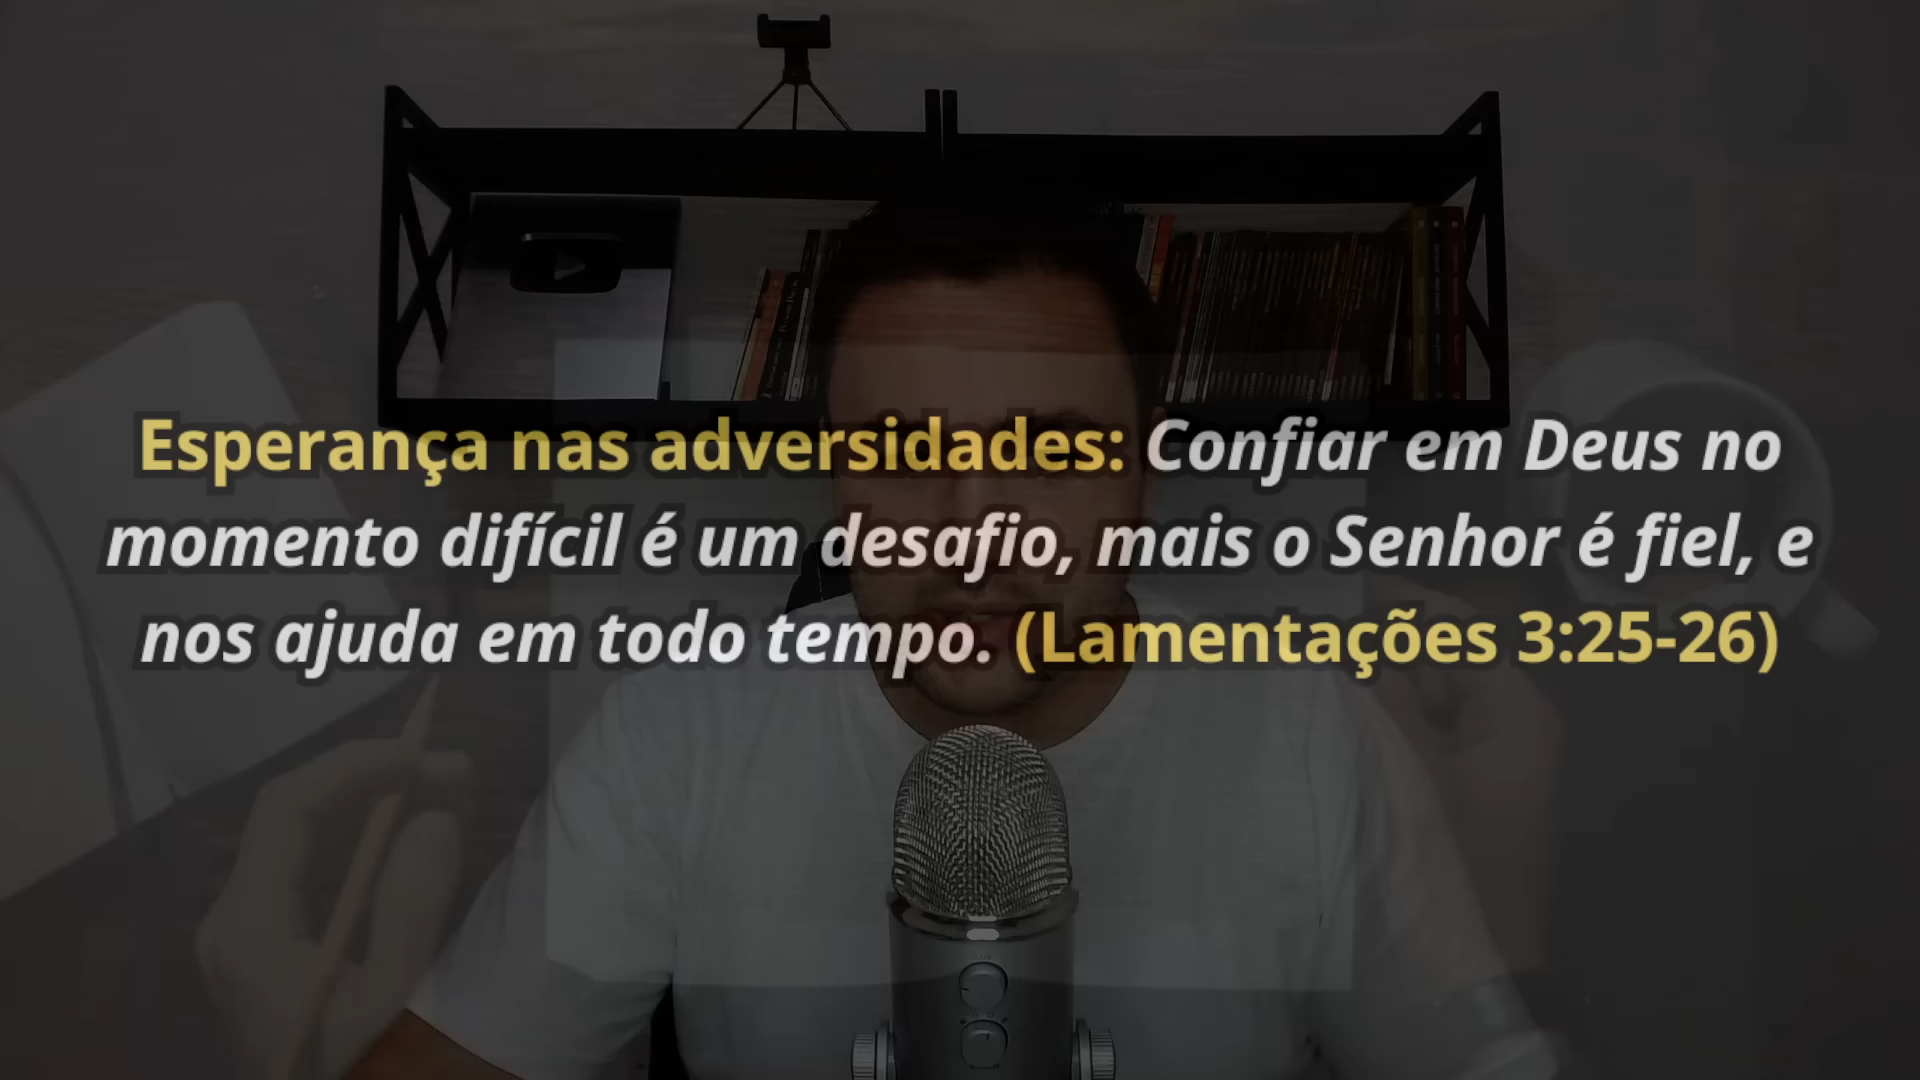 Esperança nas adversidades: Confiar em Deus no
momento difícil é um desafio, mais o Senhor é fiel, e
nos ajuda em todo tempo. (Lamentações 3:25-26)